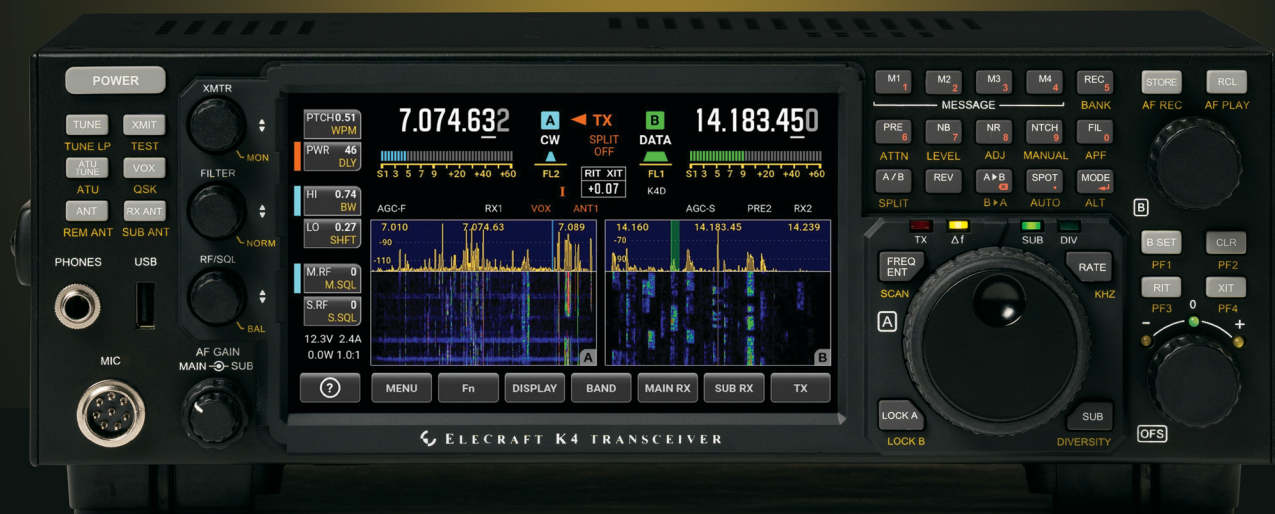 POWER
TUNE
XMIT
TUNE LP
TEST
ATU
TUNE
VOX
ATU
QSK
ANT
RX ANT
REM ANT
SUB ANT
PHONES
USB
MIC
XMTR
MON
FILTER
NORM
RF/SQL
BAL
AF GAIN
MAIN SUB
PTCH 0.51
WPM
PWR 46
DLY
HI 0.74
BW
LO 0.27
SHFT
M.RF 0
M.SQL
S.RF 0
S.SQL
12.3V 2.4A
0.0W 1.0:1
7.074.632
A
TX
B
14.183.450
CW
SPLIT
OFF
DATA
S1 3 5 7 9 +20 +40 +60
FL2
RIT XIT
+0.07
FL1
S1 3 5 7 9 +20 +40 +60
I
K4D
AGC-F
RX1
VOX
ANT1
AGC-S
PRE2
RX2
7.010
7.074.63
7.089
-90
-110
A
14.160
14.183.45
14.239
-70
-90
B
?
MENU
Fn
DISPLAY
BAND
MAIN RX
SUB RX
TX
ELECRAFT K4 TRANSCEIVER
M1 1
M2 2
M3 3
M4 4
REC 5
MESSAGE
BANK
PRE 6
NB 7
NR 8
NTCH 9
FIL 0
ATTN
LEVEL
ADJ
MANUAL
APF
A/B
REV
A▶B
SPOT .
MODE
SPLIT
B▶A
AUTO
ALT
TX
Δf
SUB
DIV
FREQ
ENT
RATE
SCAN
KHZ
A
LOCK A
SUB
LOCK B
DIVERSITY
STORE
RCL
AF REC
AF PLAY
B
B SET
CLR
PF1
PF2
RIT
XIT
PF3
PF4
0
- +
OFS